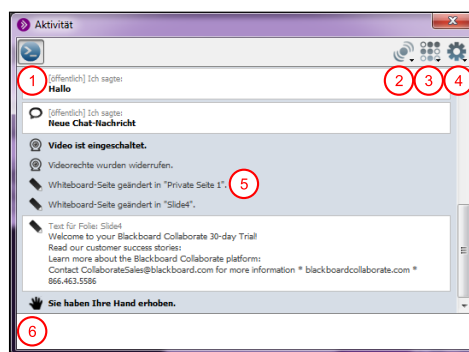 Aktivität
[öffentlich] Ich sagte:
Hallo
[öffentlich] Ich sagte:
Neue Chat-Nachricht
Video ist eingeschaltet.
Videorechte wurden widerrufen.
Whiteboard-Seite geändert in "Private Seite 1".
Whiteboard-Seite geändert in "Slide4".
Text für Folie: Slide4
Welcome to your Blackboard Collaborate 30-day Trial!
Read our customer success stories:
Learn more about the Blackboard Collaborate platform:
Contact CollaborateSales@blackboard.com for more information * blackboardcollaborate.com *
866.463.5586
Sie haben Ihre Hand erhoben.
1
2
3
4
5
6